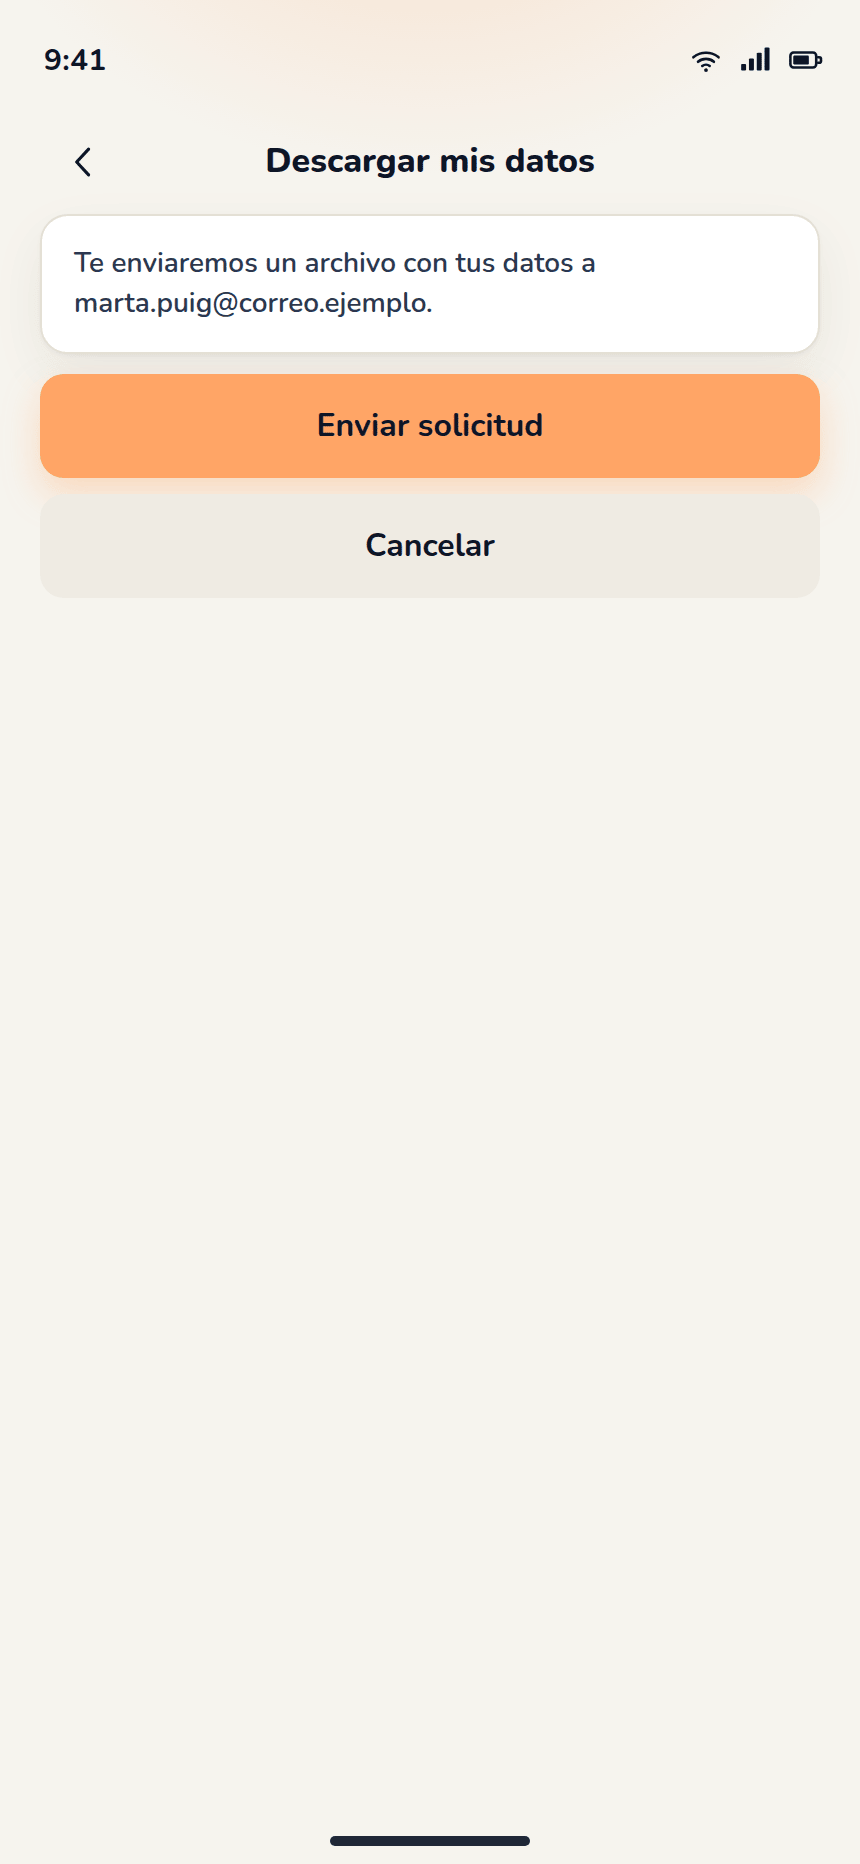 9:41
Descargar mis datos
Te enviaremos un archivo con tus datos a
marta.puig@correo.ejemplo.
Enviar solicitud
Cancelar